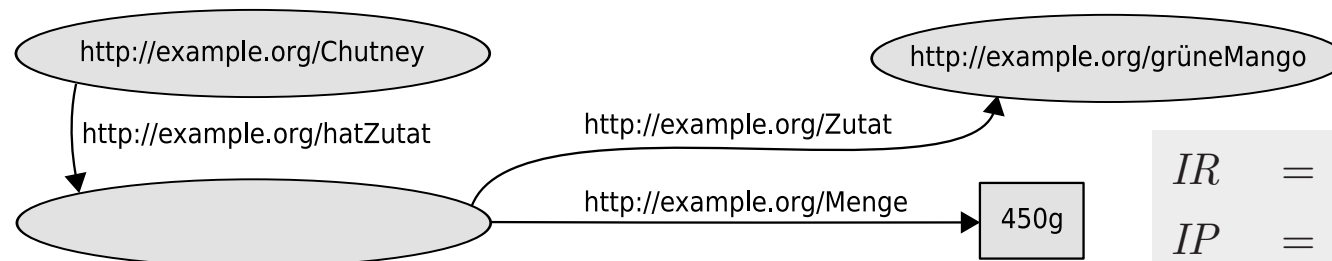 http://example.org/Chutney
http://example.org/grüneMango
http://example.org/hatZutat
http://example.org/Zutat
http://example.org/Menge
450g
IR =
IP =